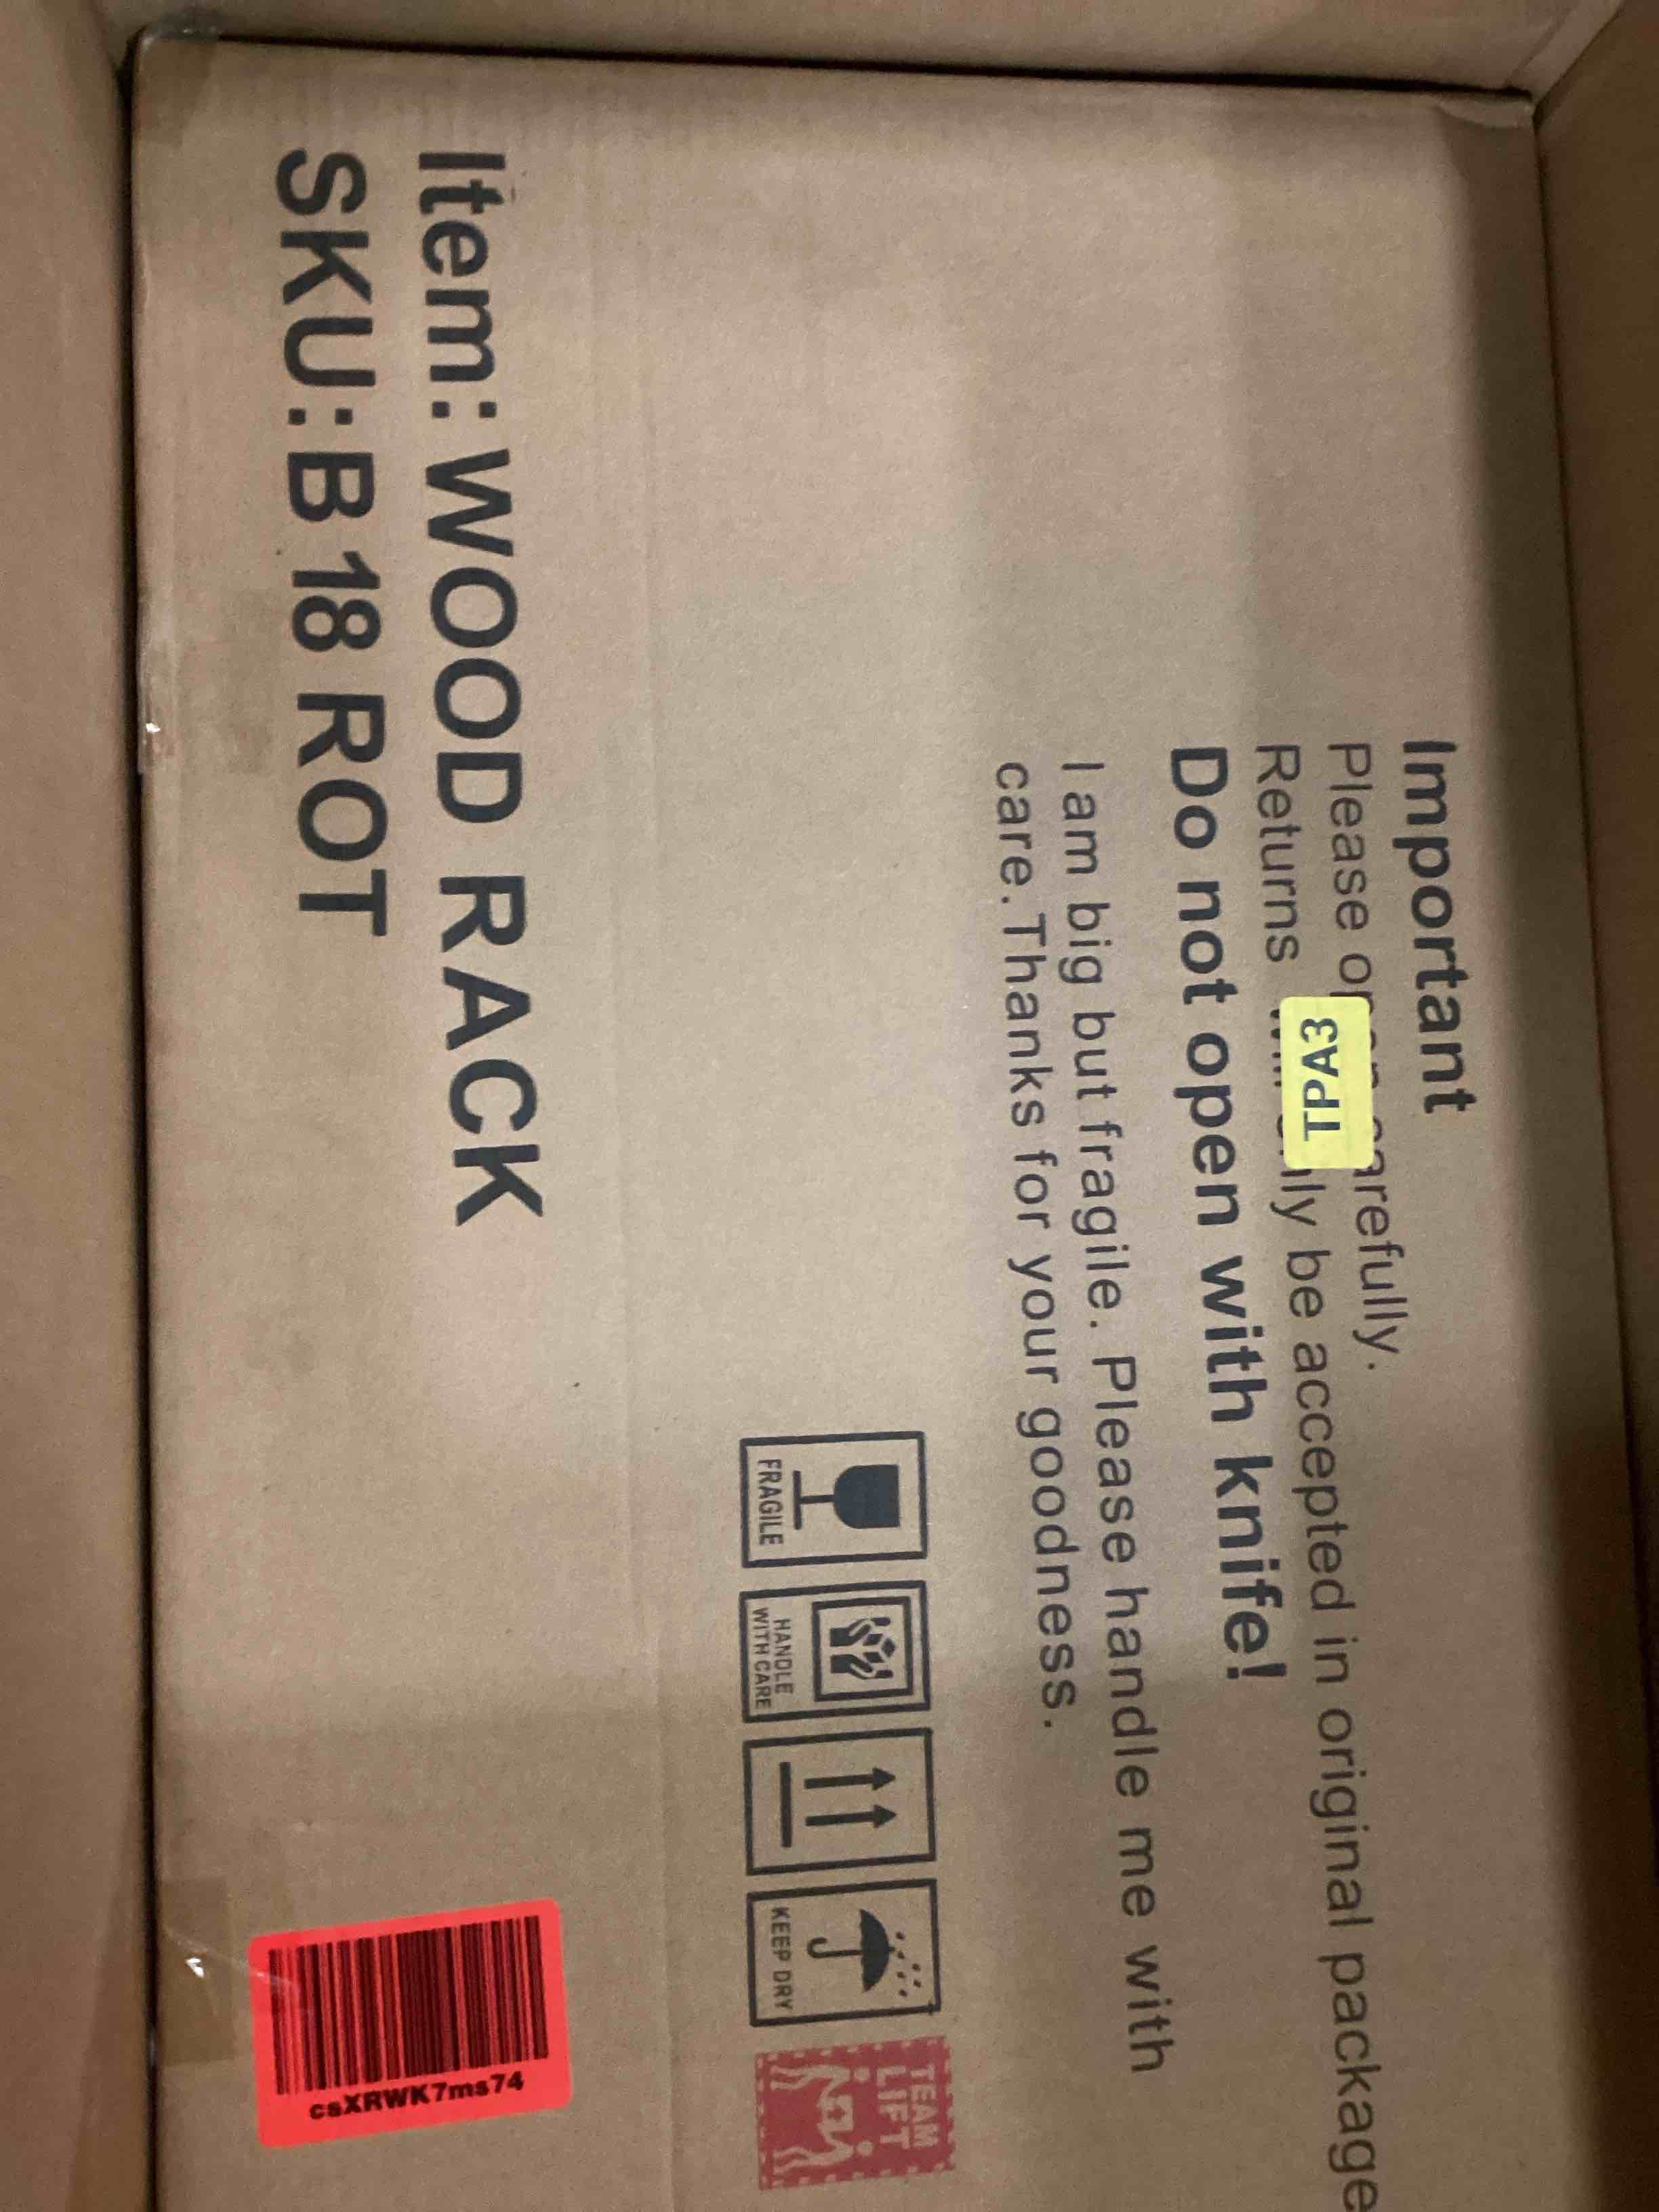 Important
Please open carefully.
Returns will only be accepted in original package
Do not open with knife!
I am big but fragile. Please handle me with
care.Thanks for your goodness.
TPA3
FRAGILE
HANDLE
WITH CARE
KEEP DRY
TEAM
LIFT
Item:WOOD RACK
SKU:B 18 ROT
csXRWK7ms74